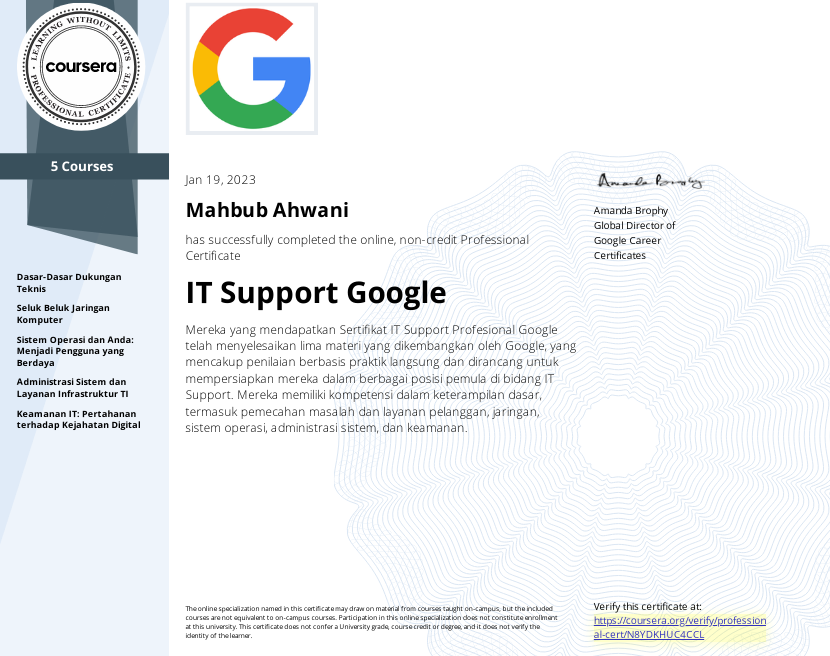 LEARNING WITHOUT LIMITS
coursera
PROFESSIONAL CERTIFICATE
5 Courses
Dasar-Dasar Dukungan
Teknis
Seluk Beluk Jaringan
Komputer
Sistem Operasi dan Anda:
Menjadi Pengguna yang
Berdaya
Administrasi Sistem dan
Layanan Infrastruktur TI
Keamanan IT: Pertahanan
terhadap Kejahatan Digital
Jan 19, 2023
Mahbub Ahwani
has successfully completed the online, non-credit Professional
Certificate
IT Support Google
Mereka yang mendapatkan Sertifikat IT Support Profesional Google
telah menyelesaikan lima materi yang dikembangkan oleh Google, yang
mencakup penilaian berbasis praktik langsung dan dirancang untuk
mempersiapkan mereka dalam berbagai posisi pemula di bidang IT
Support. Mereka memiliki kompetensi dalam keterampilan dasar,
termasuk pemecahan masalah dan layanan pelanggan, jaringan,
sistem operasi, administrasi sistem, dan keamanan.
Amanda Brophy
Amanda Brophy
Global Director of
Google Career
Certificates
The online specialization named in this certificate may draw on material from courses taught on-campus, but the included
courses are not equivalent to on-campus courses. Participation in this online specialization does not constitute enrollment
at this university. This certificate does not confer a University grade, course credit or degree, and it does not verify the
identity of the learner.
Verify this certificate at:
https://coursera.org/verify/profession
al-cert/N8YDKHUC4CCL